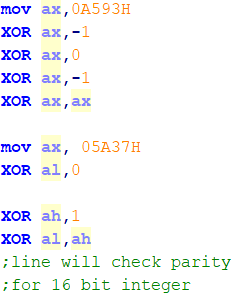 mov ax,0A593H
XOR ax,-1
XOR ax,0
XOR ax,-1
XOR ax,ax
mov ax, 05A37H
XOR al,0
XOR ah,1
XOR al,ah
;line will check parity
;for 16 bit integer